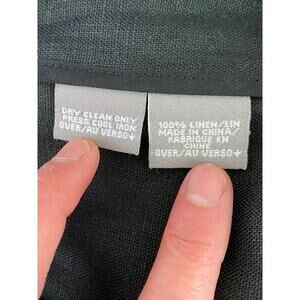 DRY CLEAN ONLY
PRESS COOL IRON
OVER/AU VERSO
100% LINEN/LIN
MADE IN CHINA/
FABRIQUE EN
CHINE
OVER/AU VERSO